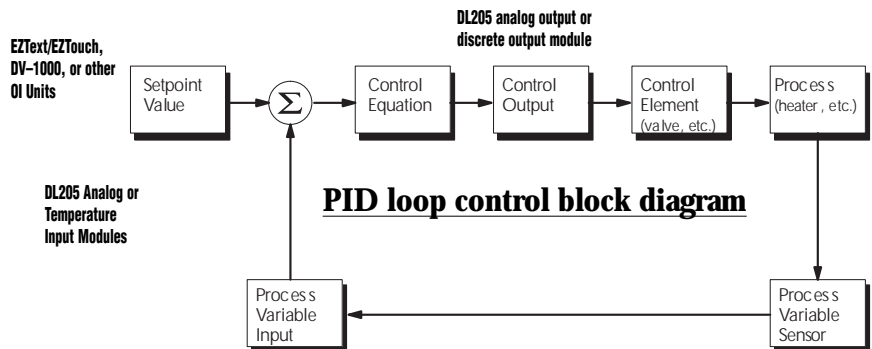 DL205 analog output or
discrete output module
EZText/EZTouch,
DV–1000, or other
OI Units
Setpoint
Value
Σ
Control
Equation
Control
Output
Control
Element
(valve, etc.)
Process
(heater, etc.)
DL205 Analog or
Temperature
Input Modules
PID loop control block diagram
Process
Variable
Input
Process
Variable
Sensor